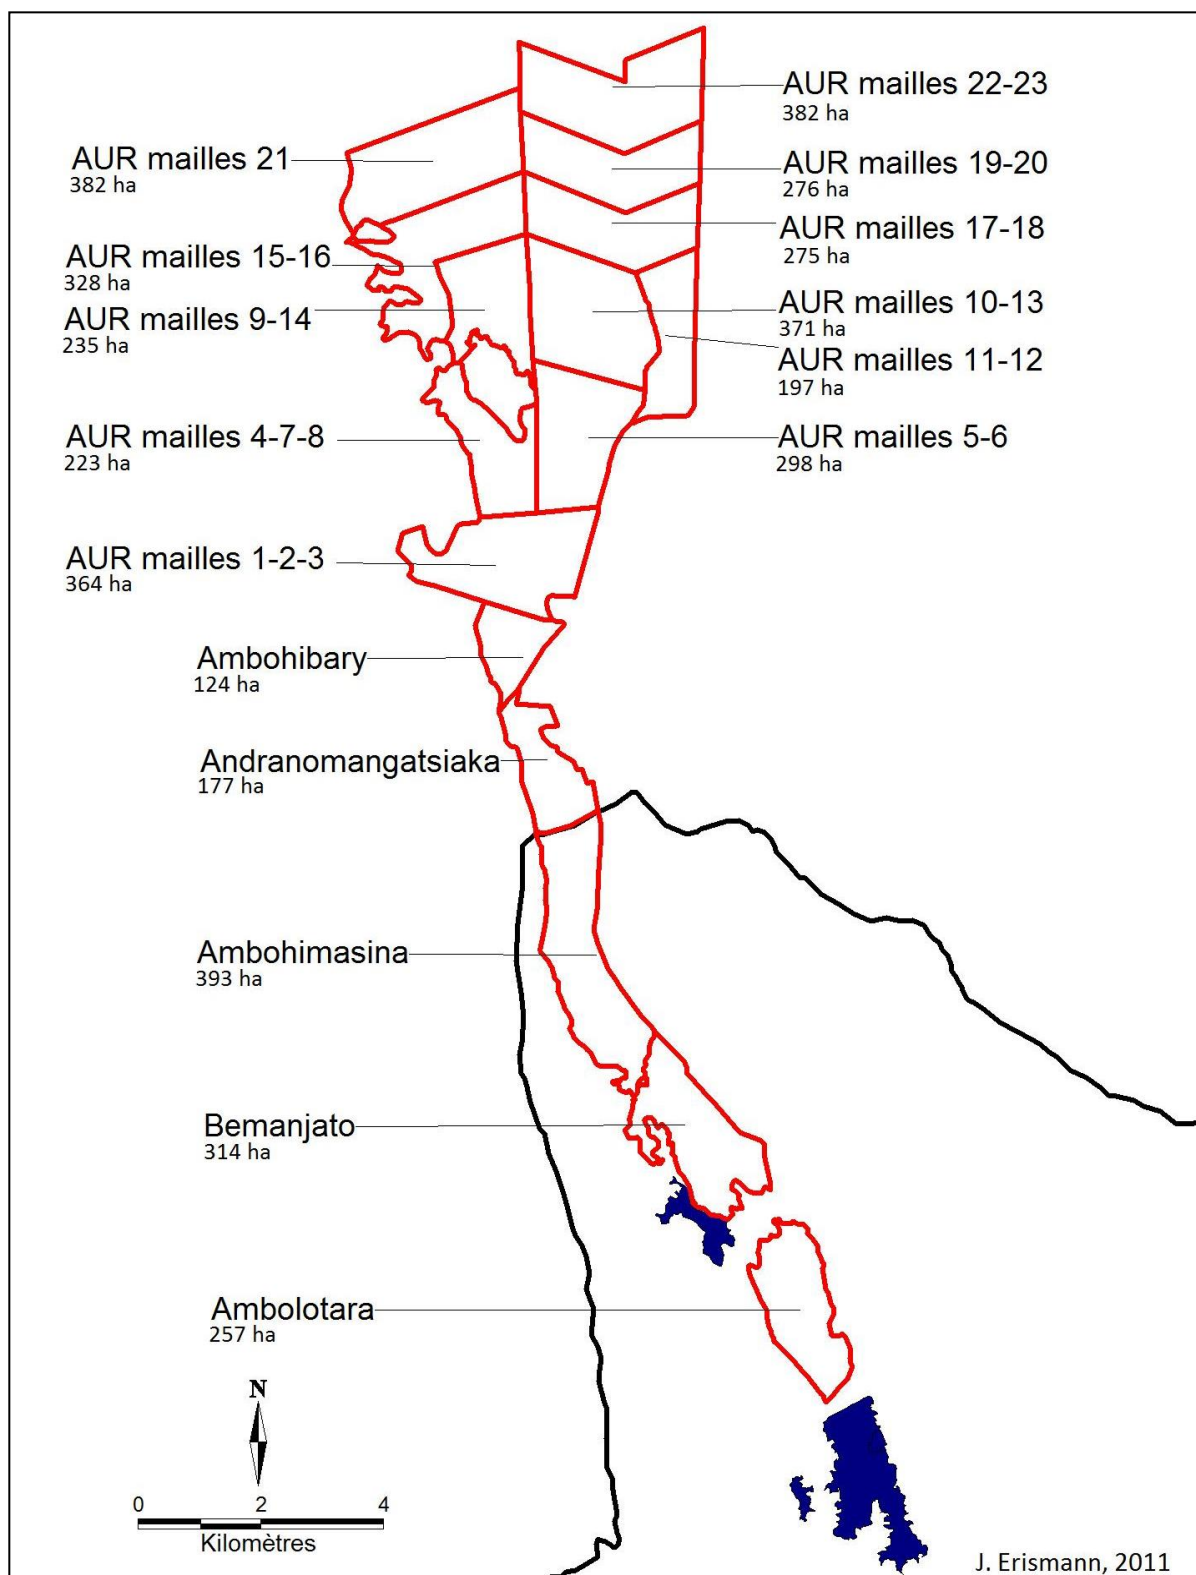 AUR mailles 22-23
382 ha
AUR mailles 21
382 ha
AUR mailles 19-20
276 ha
AUR mailles 17-18
275 ha
AUR mailles 15-16
328 ha
AUR mailles 9-14
235 ha
AUR mailles 10-13
371 ha
AUR mailles 11-12
197 ha
AUR mailles 4-7-8
223 ha
AUR mailles 5-6
298 ha
AUR mailles 1-2-3
364 ha
Ambohibary
124 ha
Andranomangatsiaka
177 ha
Ambohimasina
393 ha
Bemanjato
314 ha
Ambolotara
257 ha
N
0 2 4
Kilomètres
J. Erismann, 2011